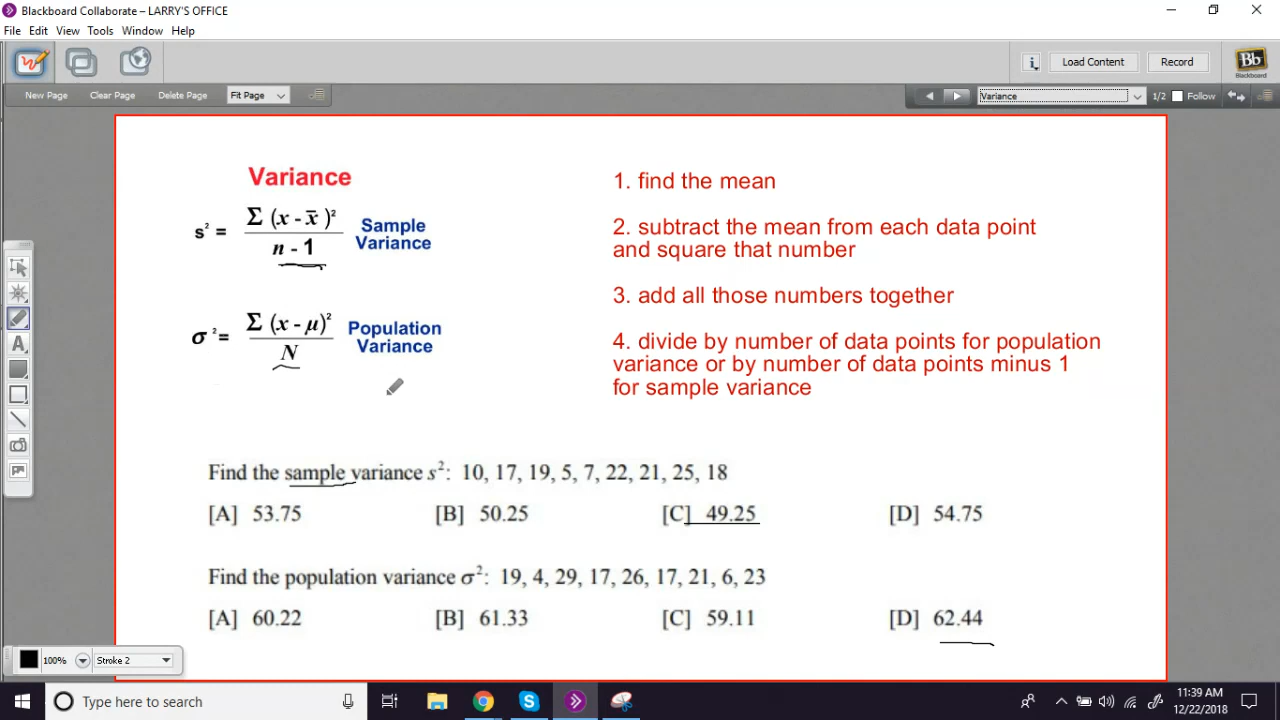 Blackboard Collaborate – LARRY'S OFFICE
File Edit View Tools Window Help
Load Content Record
Bb
Blackboard
New Page Clear Page Delete Page Fit Page Variance 1/2 Follow
Variance
s² = Σ (x - x̄ )² / n - 1 Sample Variance
σ ²= Σ (x - μ)² / N Population Variance
1. find the mean
2. subtract the mean from each data point
and square that number
3. add all those numbers together
4. divide by number of data points for population
variance or by number of data points minus 1
for sample variance
Find the sample variance s²: 10, 17, 19, 5, 7, 22, 21, 25, 18
[A] 53.75 [B] 50.25 [C] 49.25 [D] 54.75
Find the population variance σ²: 19, 4, 29, 17, 26, 17, 21, 6, 23
[A] 60.22 [B] 61.33 [C] 59.11 [D] 62.44
100% Stroke 2
Type here to search
11:39 AM
12/22/2018